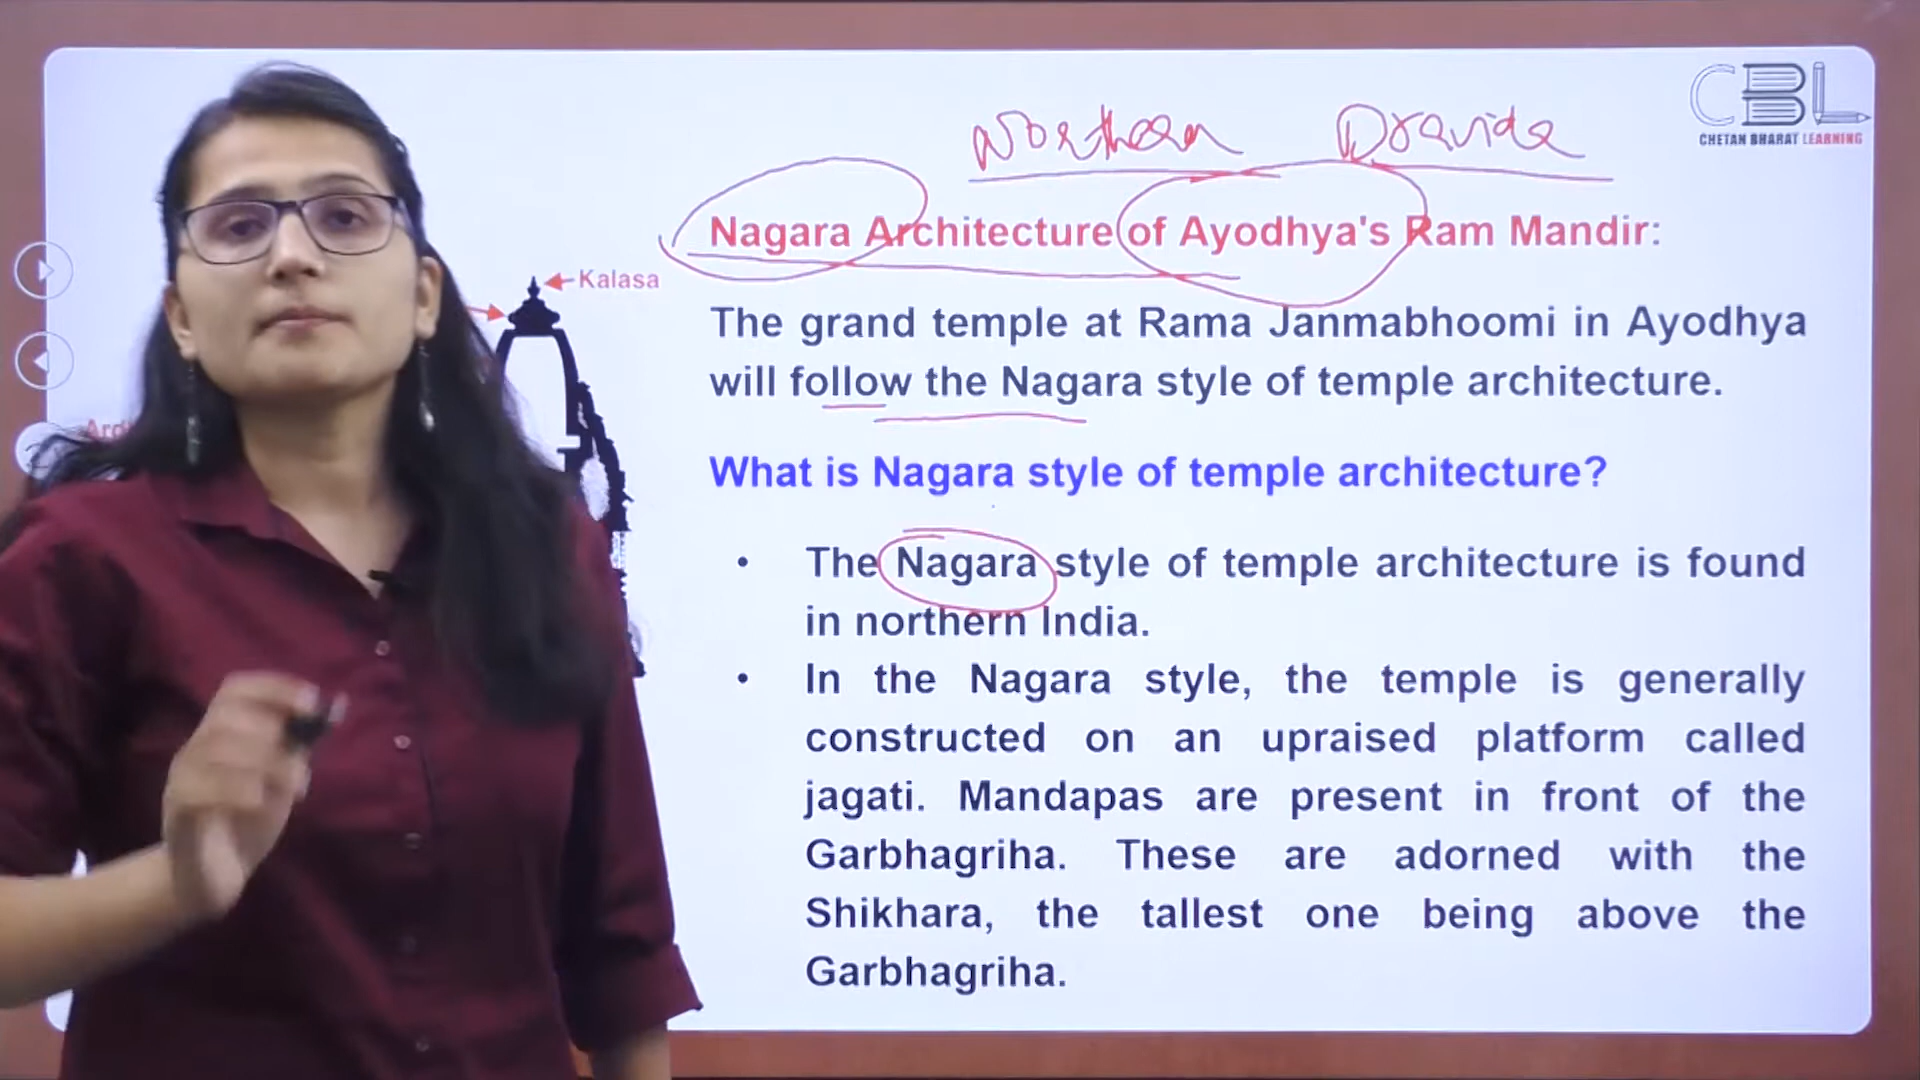 Northern Dravida
CBL
CHETAN BHARAT LEARNING
Nagara Architecture of Ayodhya's Ram Mandir:
Kalasa
The grand temple at Rama Janmabhoomi in Ayodhya
will follow the Nagara style of temple architecture.
What is Nagara style of temple architecture?
• The Nagara style of temple architecture is found
in northern India.
• In the Nagara style, the temple is generally
constructed on an upraised platform called
jagati. Mandapas are present in front of the
Garbhagriha. These are adorned with the
Shikhara, the tallest one being above the
Garbhagriha.